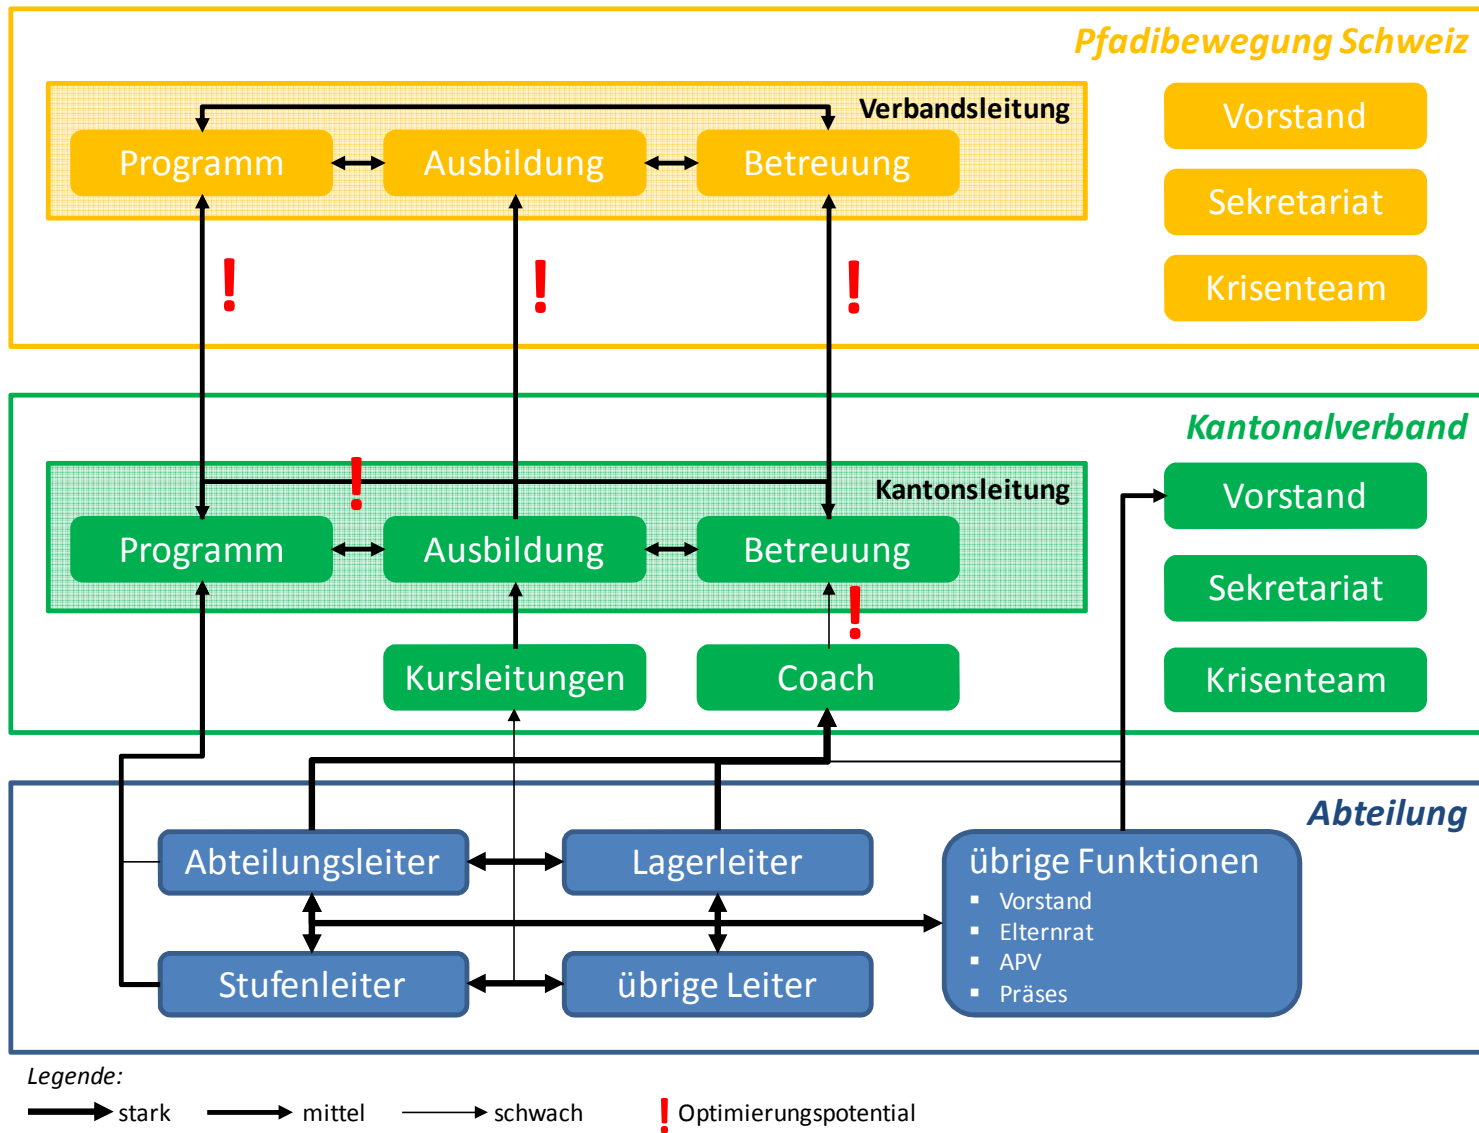 Pfadibewegung Schweiz
Verbandsleitung
Programm
Ausbildung
Betreuung
Vorstand
Sekretariat
Krisenteam
!
!
!
Kantonalverband
Kantonsleitung
!
Programm
Ausbildung
Betreuung
!
Kursleitungen
Coach
Vorstand
Sekretariat
Krisenteam
Abteilung
Abteilungsleiter
Lagerleiter
Stufenleiter
übrige Leiter
übrige Funktionen
▪ Vorstand
▪ Elternrat
▪ APV
▪ Präses
Legende:
stark
mittel
schwach
! Optimierungspotential